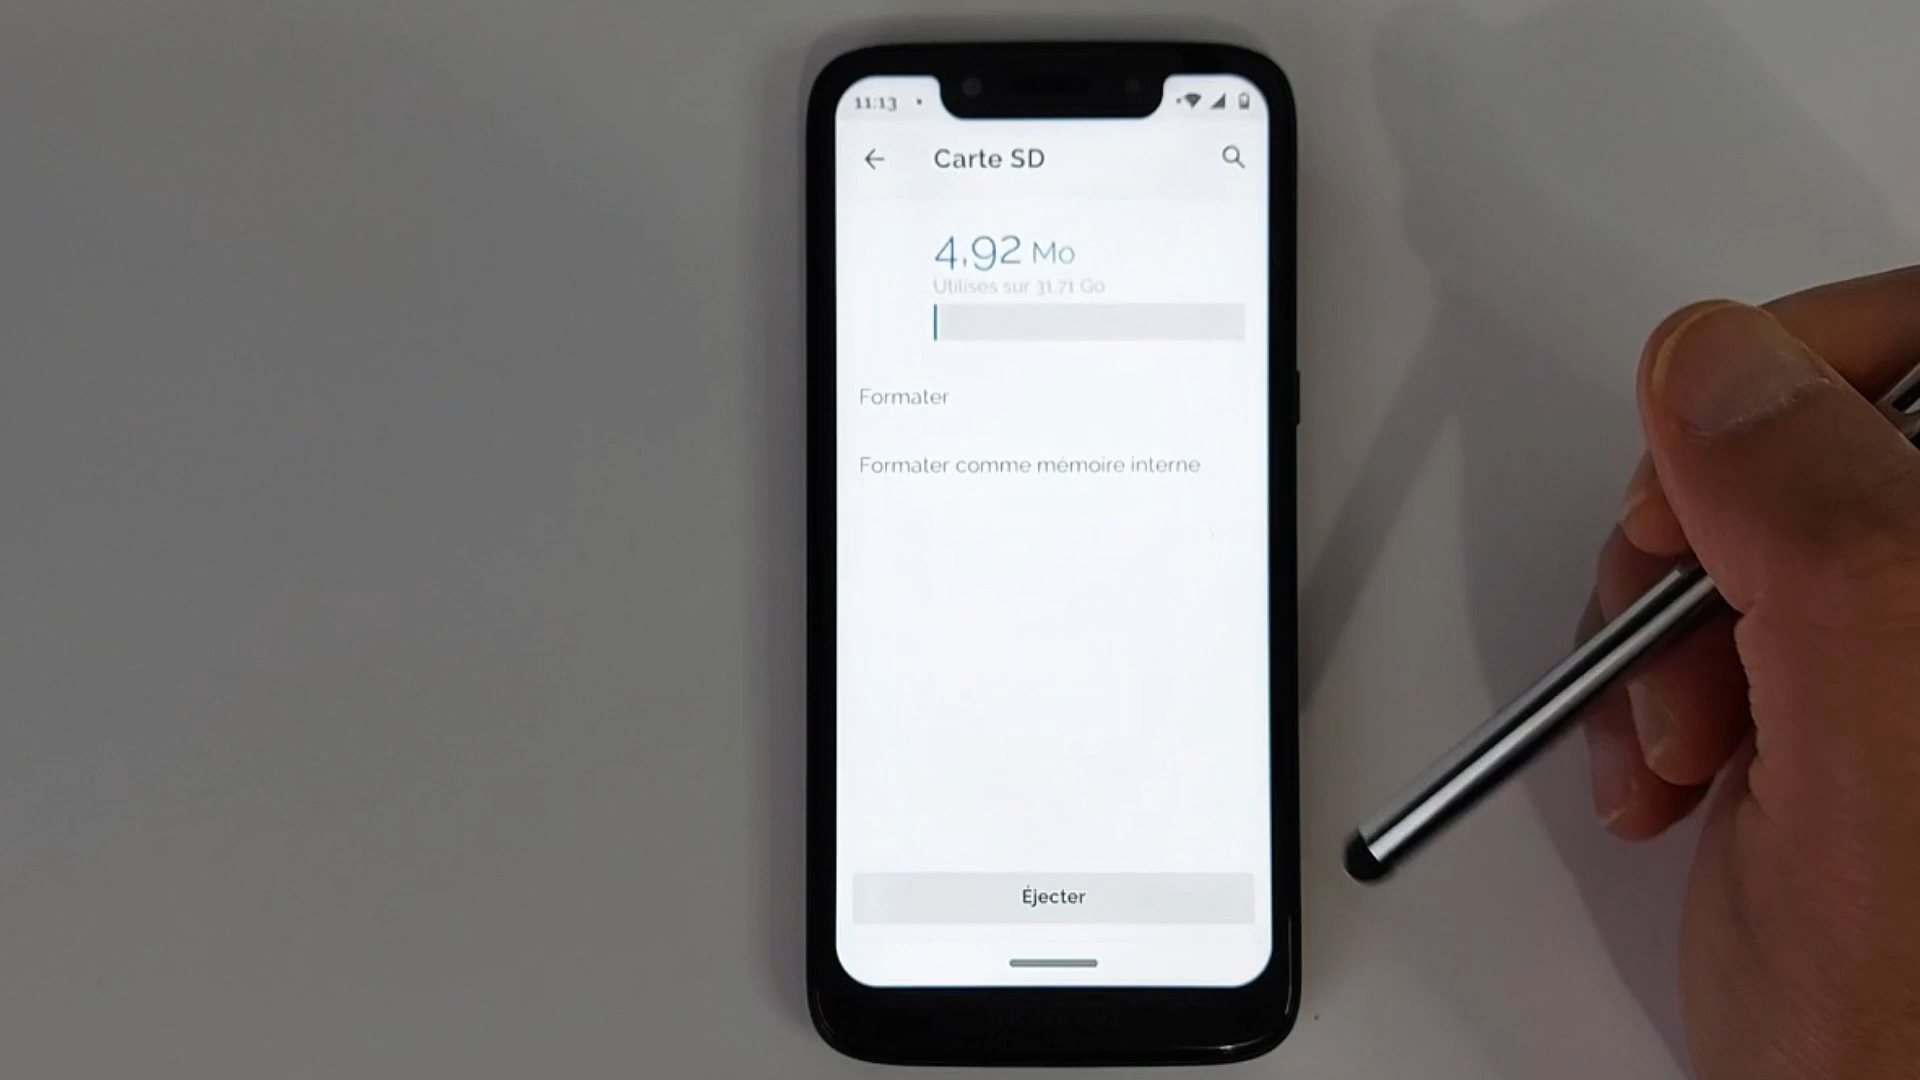 11:13
Carte SD
4,92 Mo
Utilisés sur 31,71 Go
Formater
Formater comme mémoire interne
Éjecter